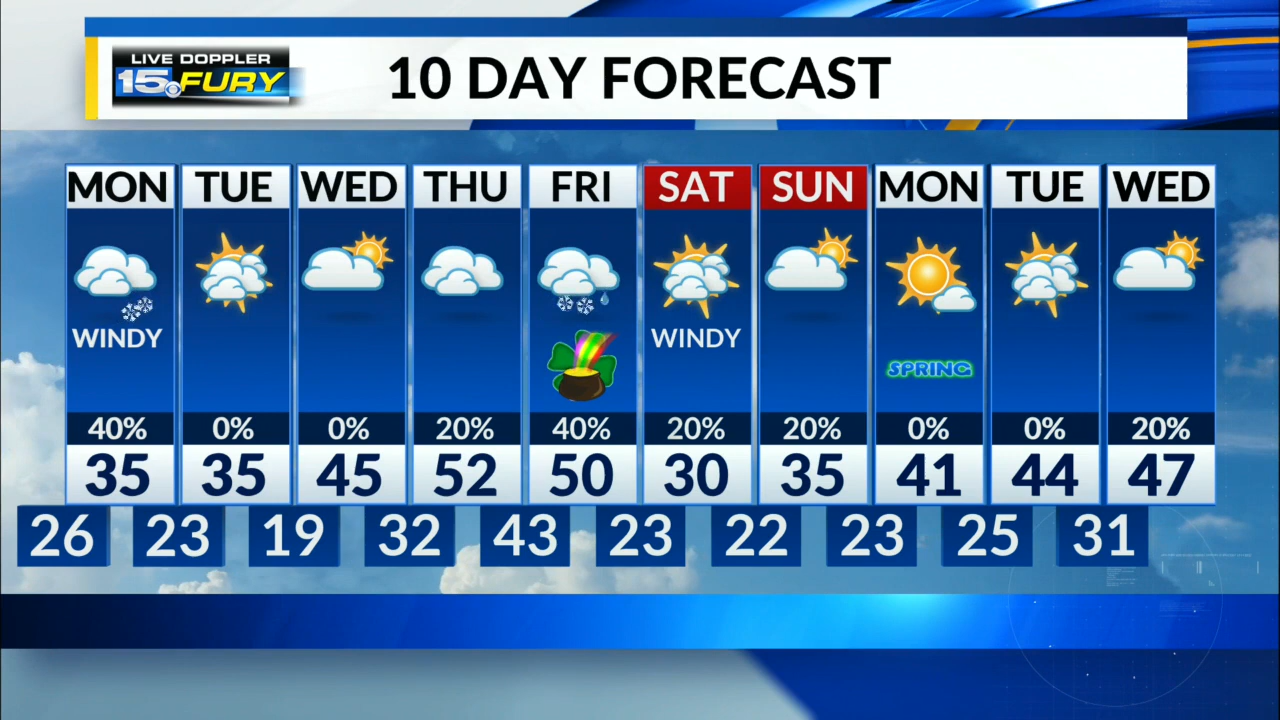 LIVE DOPPLER
15 FURY
10 DAY FORECAST
MON TUE WED THU FRI SAT SUN MON TUE WED
WINDY WINDY
SPRING
40% 0% 0% 20% 40% 20% 20% 0% 0% 20%
35 35 45 52 50 30 35 41 44 47
26 23 19 32 43 23 22 23 25 31